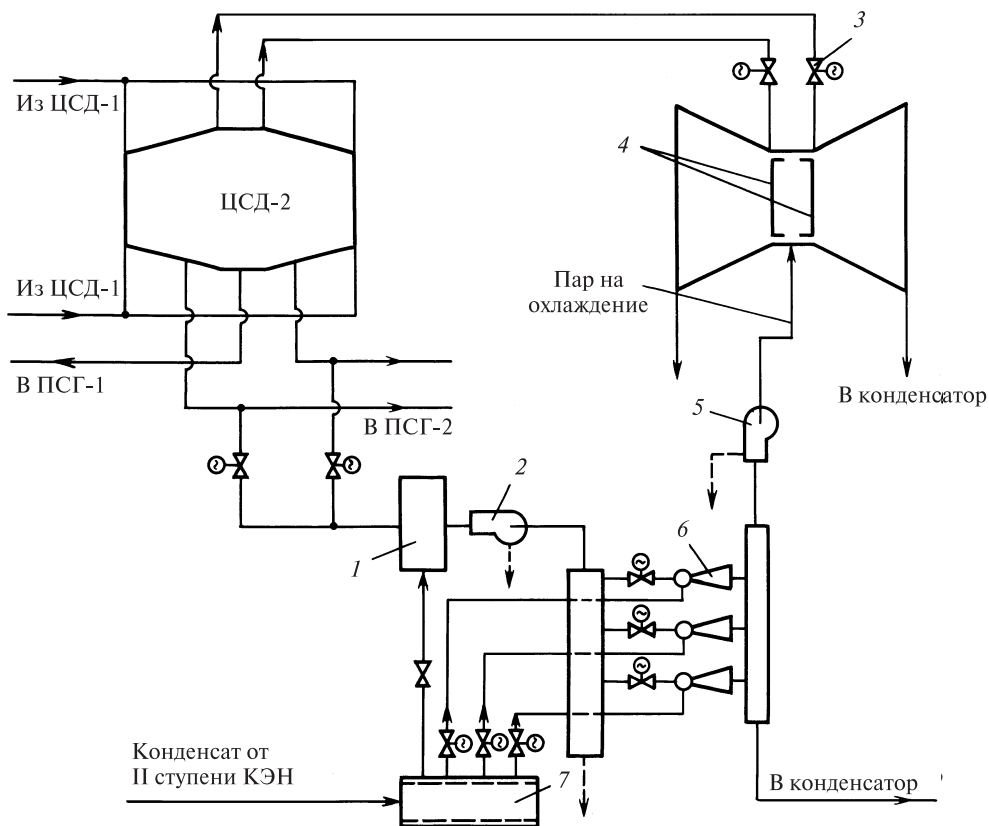 3
Из ЦСД-1
4
ЦСД-2
Из ЦСД-1
Пар на
охлаждение
В ПСГ-1
В конденсатор
5
В ПСГ-2
2
6
1
Конденсат от
II ступени КЭН
7
В конденсатор